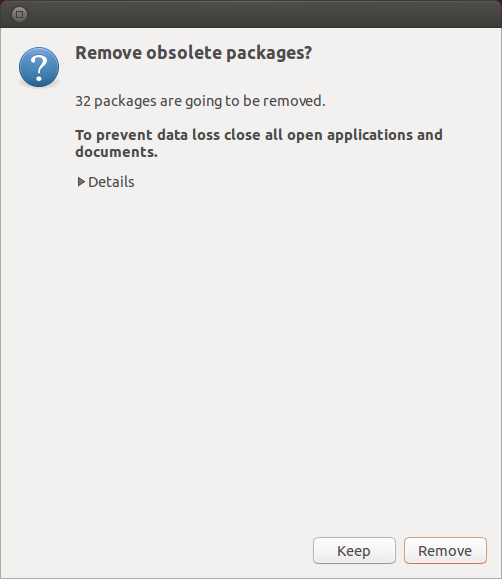 Remove obsolete packages?
32 packages are going to be removed.
To prevent data loss close all open applications and
documents.
Details
Keep
Remove